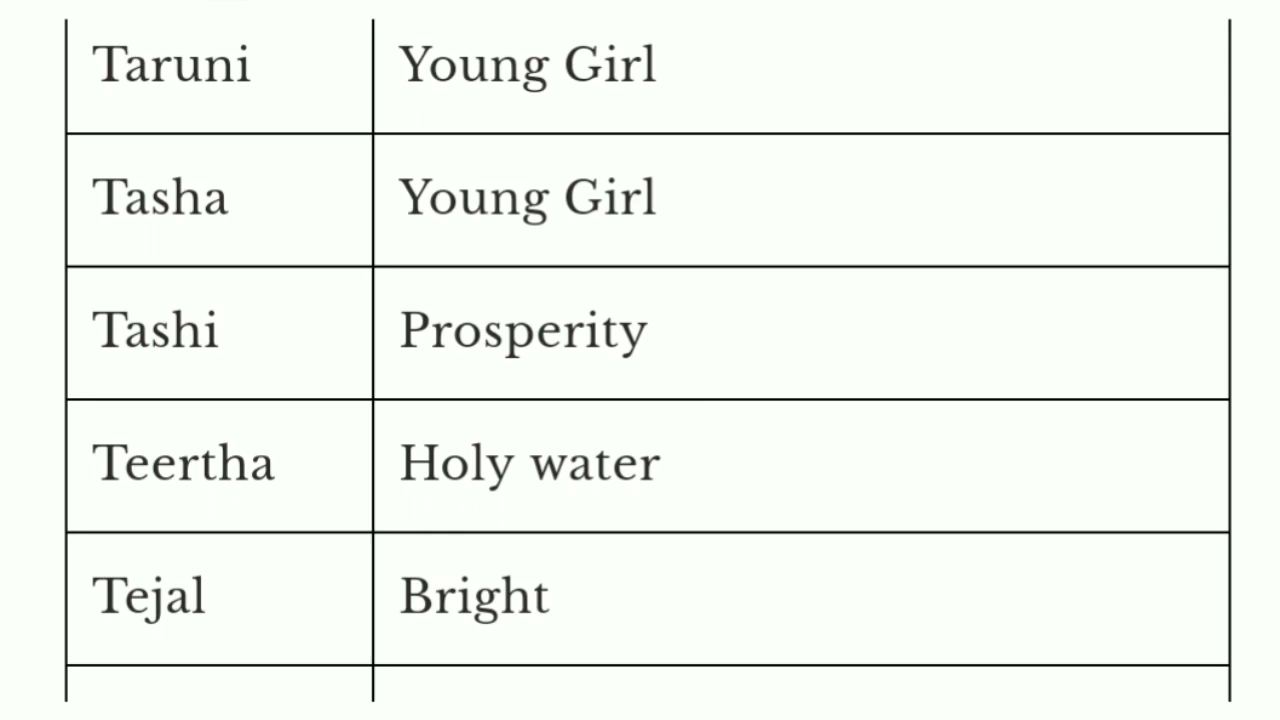 Taruni Young Girl
Tasha Young Girl
Tashi Prosperity
Teertha Holy water
Tejal Bright